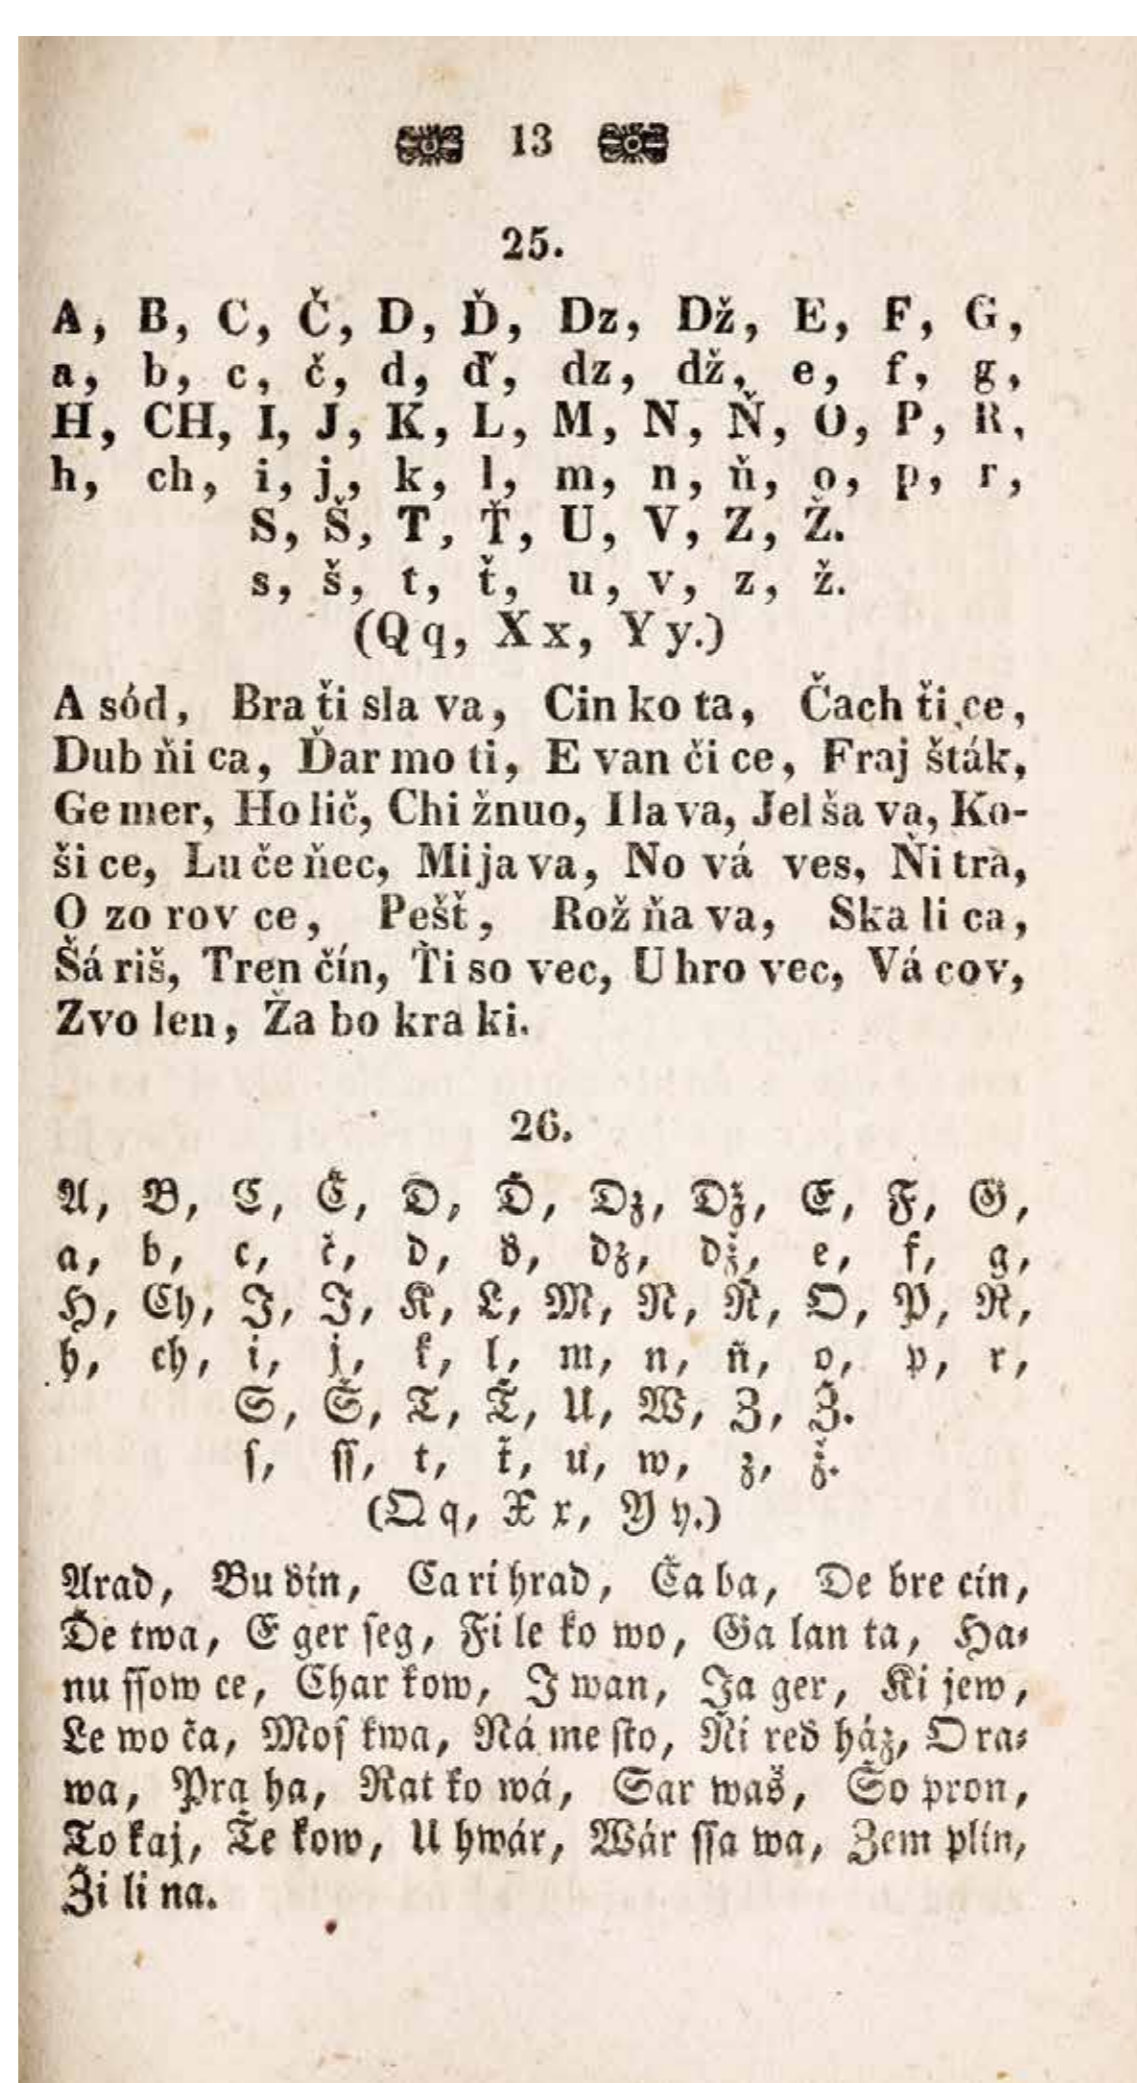 13
25.
A, B, C, Č, D, Ď, Dz, Dž, E, F, G,
a, b, c, č, d, ď, dz, dž, e, f, g,
H, CH, I, J, K, L, M, N, Ň, O, P, R,
h, ch, i, j, k, l, m, n, ň, o, p, r,
S, Š, T, Ť, U, V, Z, Ž.
s, š, t, ť, u, v, z, ž.
(Q q, X x, Y y.)
A sód, Bra ťi sla va, Cin ko ta, Čach ťi ce,
Dub ňi ca, Ďar mo ti, E van či ce, Fraj šták,
Ge mer, Ho lič, Chi žnuo, I la va, Jel ša va, Ko-
ši ce, Lu če ňec, Mi ja va, No vá ves, Ňi tra,
O zo rov ce, Pešť, Rož ňa va, Ska li ca,
Šá riš, Tren čín, Ťi so vec, U hro vec, Vá cov,
Zvo len, Ža bo kra ki.
26.
A, B, C, Č, D, Ď, Dz, Dž, E, F, G,
a, b, c, č, d, ď, dz, dž, e, f, g,
H, Ch, I, J, K, L, M, N, Ň, O, P, R,
h, ch, i, j, k, l, m, n, ň, o, p, r,
S, Š, T, Ť, U, W, Z, Ž.
ſ, ſſ, t, ť, u, w, z, ž.
(Q q, X x, Y y.)
Arad, Bu ďín, Ca ri hrad, Ča ba, De bre cín,
Ďe twa, E ger ſeg, Fi le ko wo, Ga lan ta, Ha-
nu ſſow ce, Char kow, I wan, Ja ger, Ki jew,
Le wo ča, Moſ kwa, Ná me ſto, Ňi reď ház, O ra-
wa, Pra ha, Rat ko wá, Sar waš, Šo pron,
To kaj, Ťe kow, U hwár, Wár ſſa wa, Zem plín,
Ži li na.